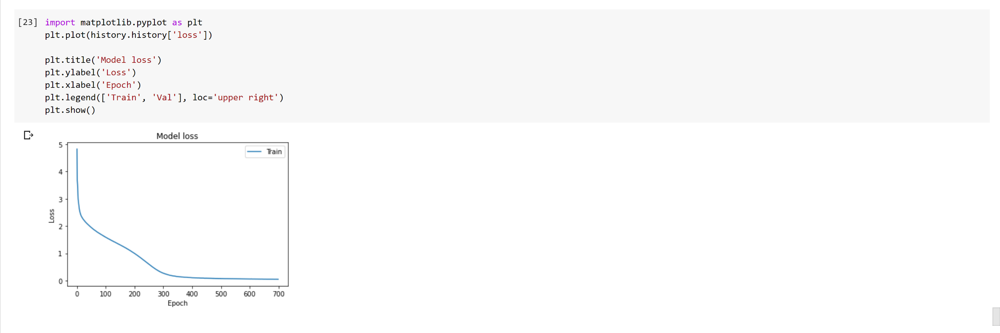 [23] import matplotlib.pyplot as plt
plt.plot(history.history['loss'])
plt.title('Model loss')
plt.ylabel('Loss')
plt.xlabel('Epoch')
plt.legend(['Train', 'Val'], loc='upper right')
plt.show()
Model loss
Train
5
4
3
2
1
0
Loss
0 100 200 300 400 500 600 700
Epoch